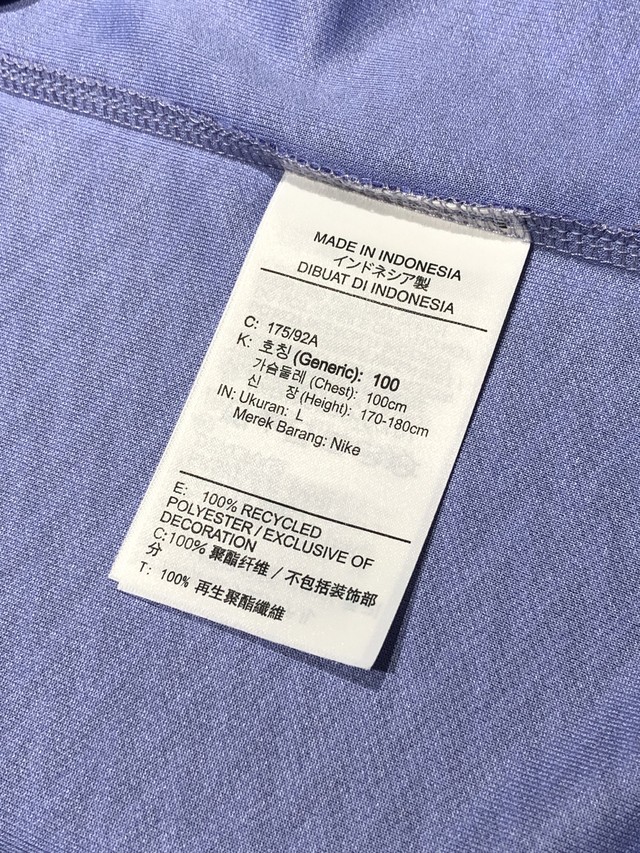 MADE IN INDONESIA
インドネシア製
DIBUAT DI INDONESIA
C: 175/92A
K: 호칭 (Generic): 100
가슴둘레 (Chest): 100cm
신 장 (Height): 170-180cm
IN: Ukuran: L
Merek Barang: Nike
E: 100% RECYCLED
POLYESTER / EXCLUSIVE OF
DECORATION
C:100% 聚酯纤维 / 不包括装饰部
分
T: 100% 再生聚酯纖維